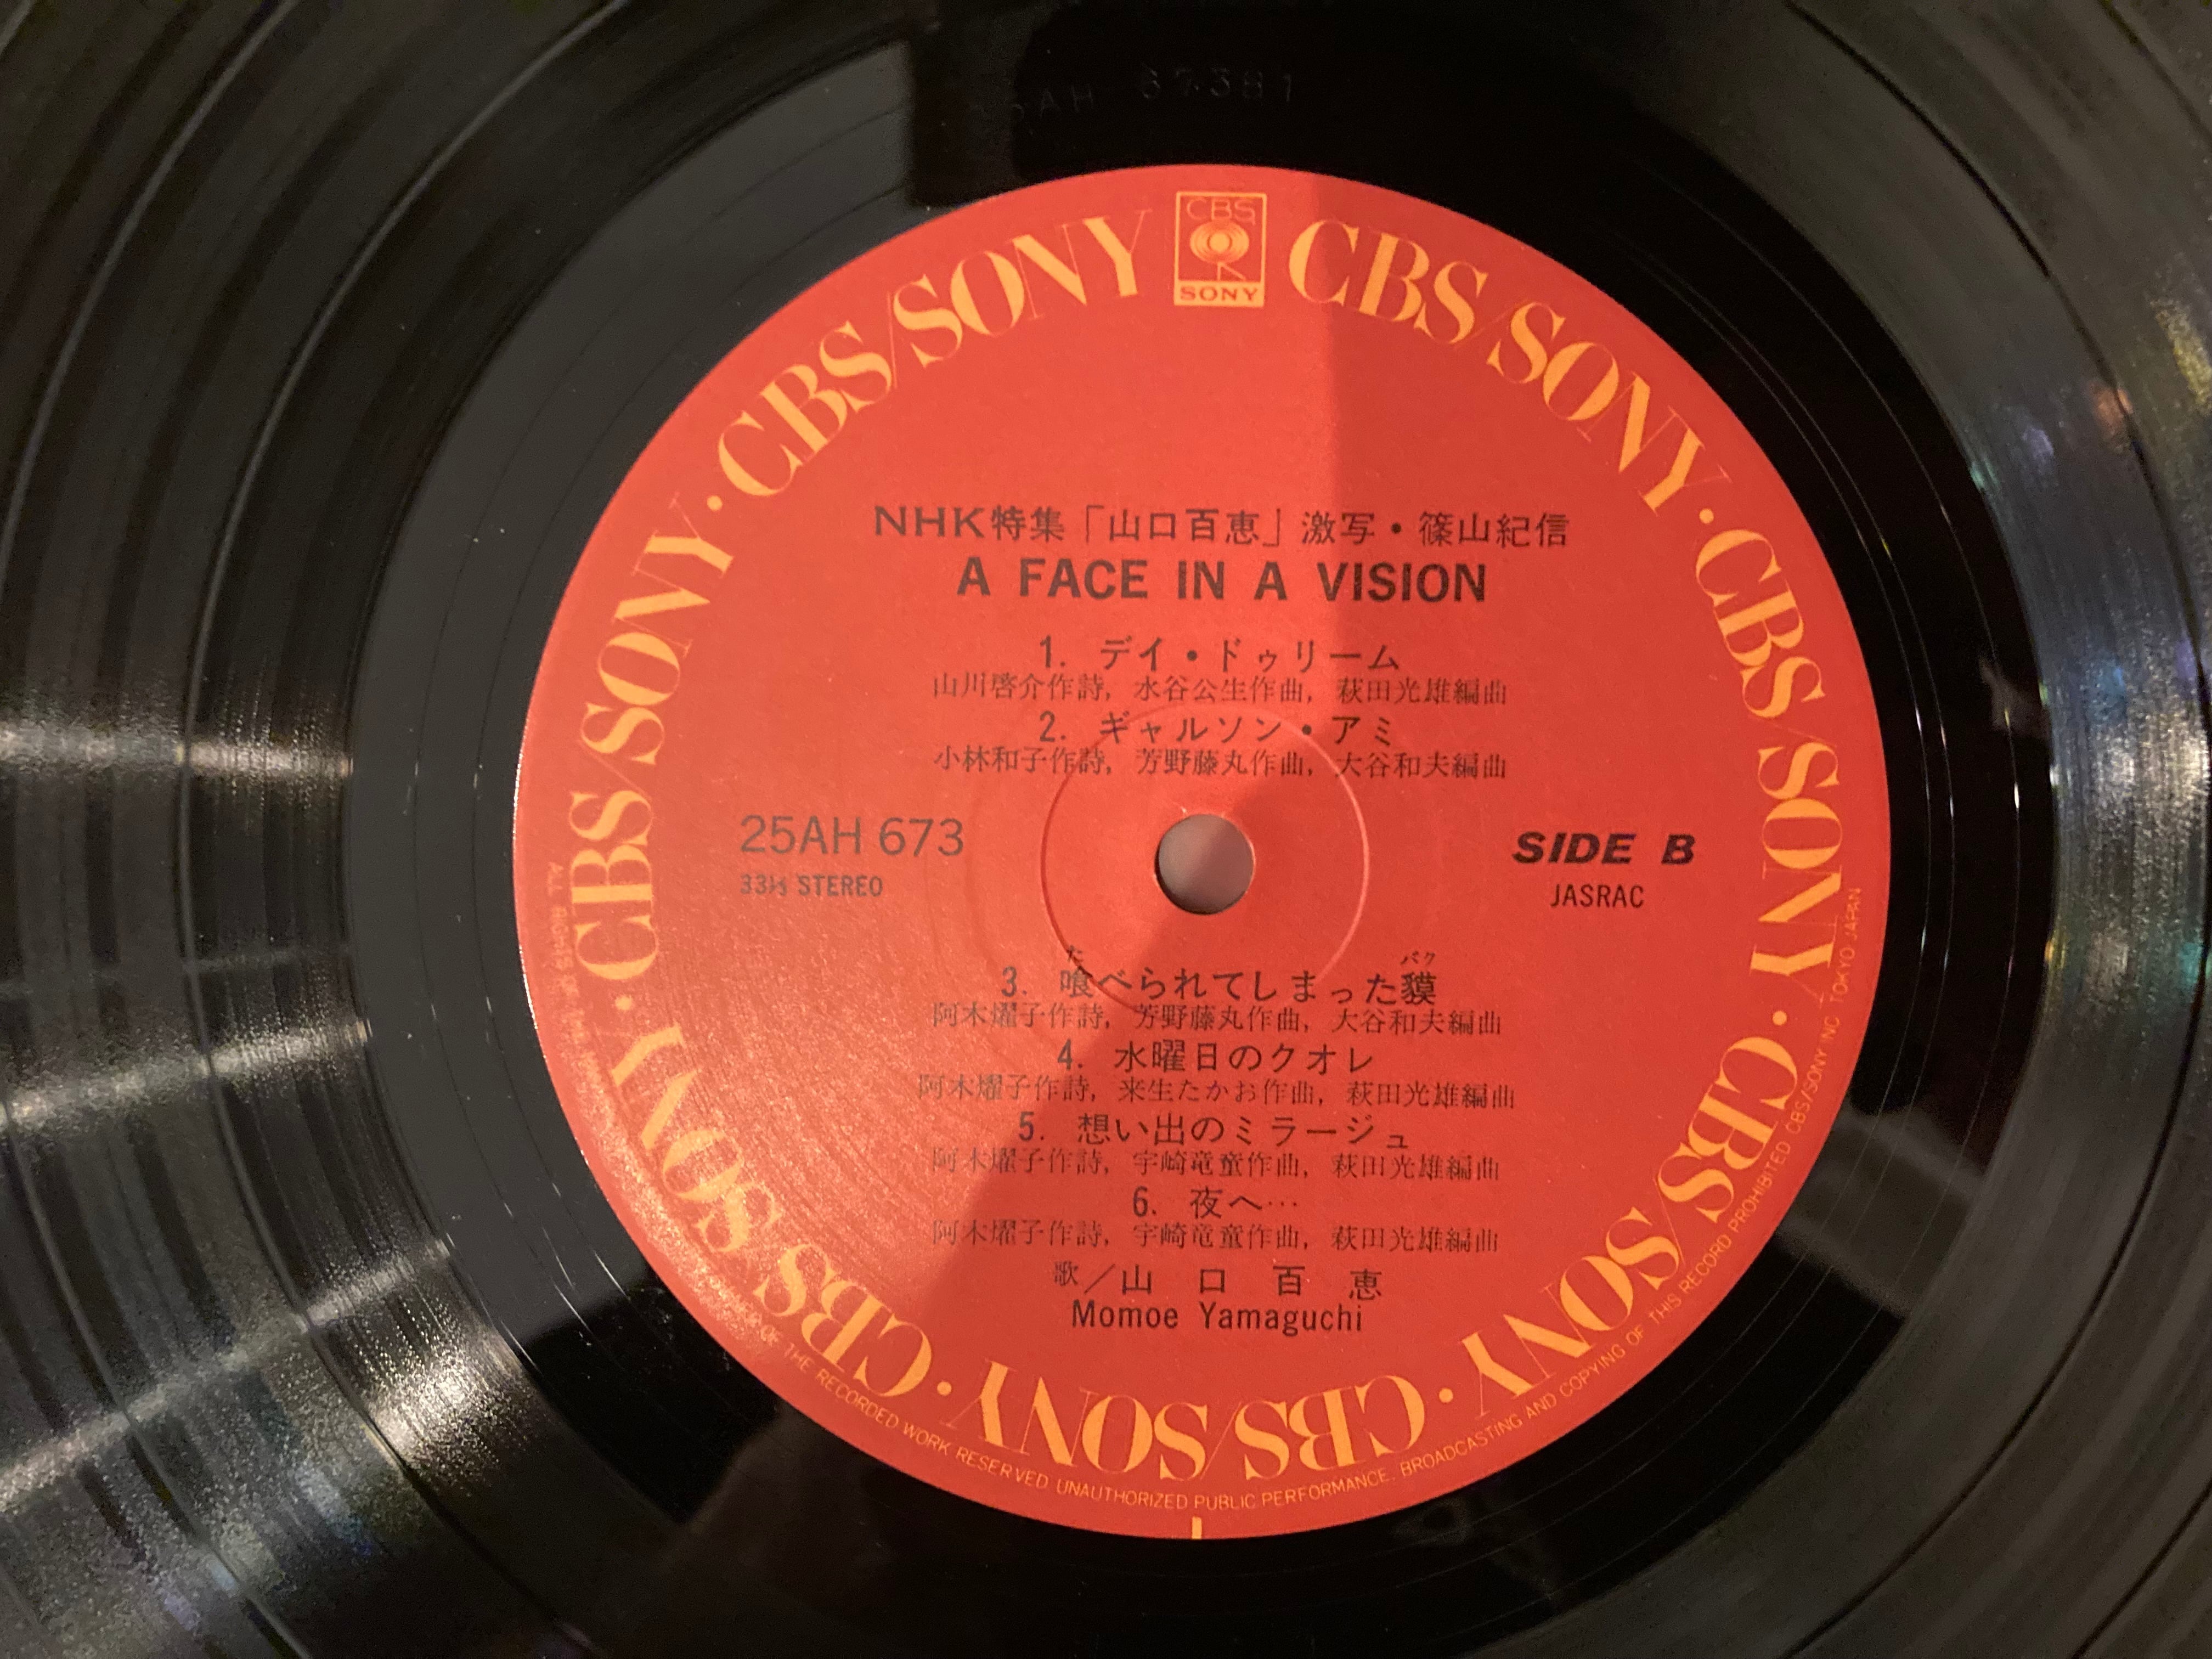 CBS
SONY
CBS/SONY · CBS/SONY · CBS/SONY · CBS/SONY · CBS/SONY · CBS/SONY · CBS/SONY · CBS/SONY
NHK特集「山口百恵」激写・篠山紀信
A FACE IN A VISION
1. デイ・ドゥリーム
山川啓介作詩, 水谷公生作曲, 萩田光雄編曲
2. ギャルソン・アミ
小林和子作詩, 芳野藤丸作曲, 大谷和夫編曲
25AH 673
33⅓ STEREO
SIDE B
JASRAC
た バク
3. 喰べられてしまった獏
阿木燿子作詩, 芳野藤丸作曲, 大谷和夫編曲
4. 水曜日のクオレ
阿木燿子作詩, 来生たかお作曲, 萩田光雄編曲
5. 想い出のミラージュ
阿木燿子作詩, 宇崎竜童作曲, 萩田光雄編曲
6. 夜へ…
阿木燿子作詩, 宇崎竜童作曲, 萩田光雄編曲
歌／山口百恵
Momoe Yamaguchi
ALL RIGHTS OF THE RECORDED WORK RESERVED UNAUTHORIZED PUBLIC PERFORMANCE, BROADCASTING AND COPYING OF THIS RECORD PROHIBITED CBS/SONY INC TOKYO JAPAN